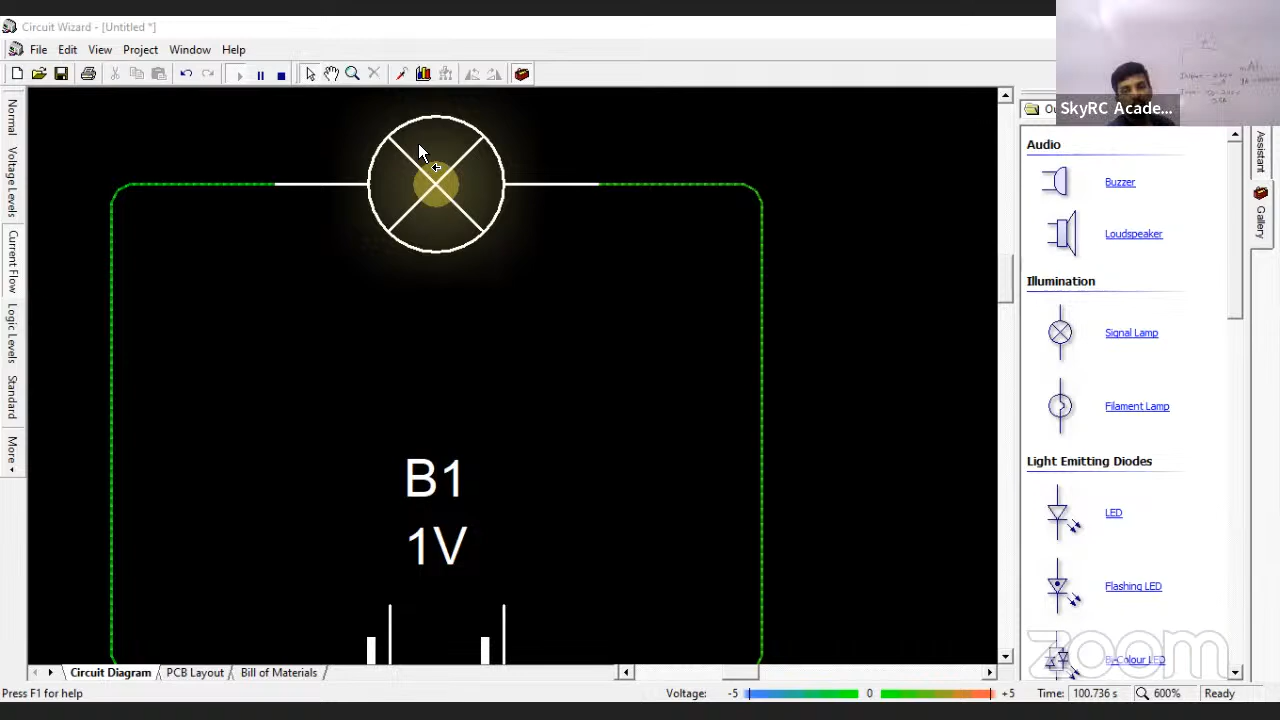 Circuit Wizard - [Untitled *]
File Edit View Project Window Help
SkyRC Acade...
Normal
Voltage Levels
Current Flow
Logic Levels
Standard
More
B1
1V
Audio
Buzzer
Loudspeaker
Illumination
Signal Lamp
Filament Lamp
Light Emitting Diodes
LED
Flashing LED
Bi-Colour LED
zoom
Assistant
Gallery
Circuit Diagram PCB Layout Bill of Materials
Press F1 for help Voltage: -5 0 +5 Time: 100.736 s 600% Ready